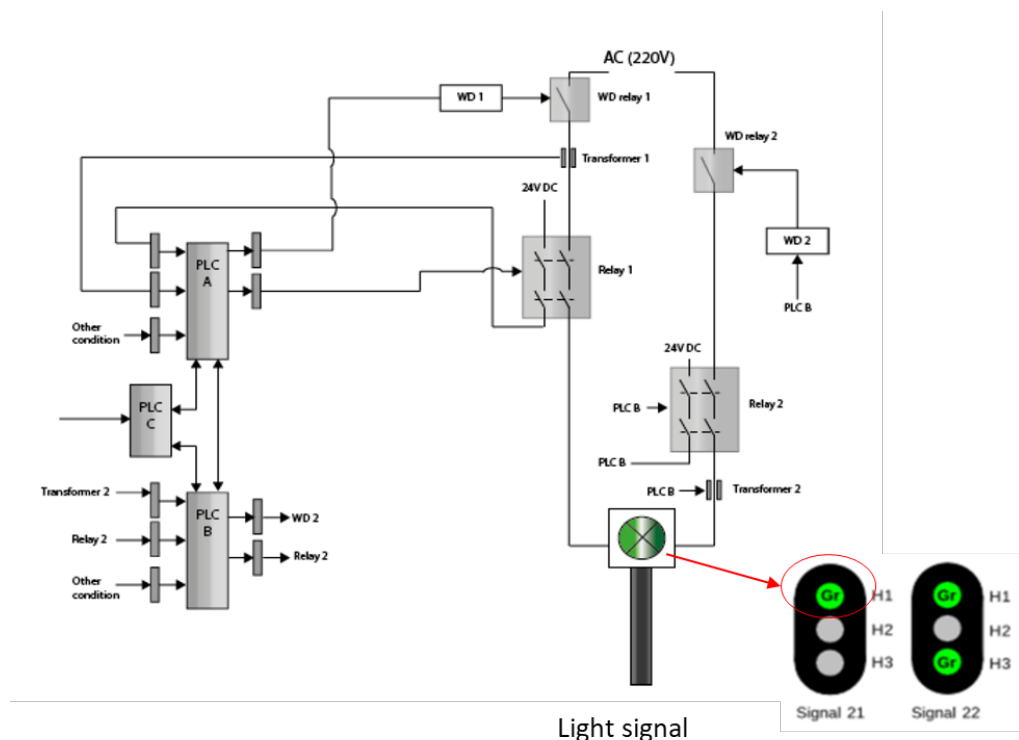 AC (220V)
WD 1
WD relay 1
WD relay 2
Transformer 1
24V DC
PLC
A
Relay 1
WD 2
PLC B
Other
condition
24V DC
PLC
C
PLC B
Relay 2
PLC B
Transformer 2
PLC B
Transformer 2
PLC
B
WD 2
Relay 2
Relay 2
Other
condition
Gr H1
H2
H3
Signal 21
Gr H1
H2
Gr H3
Signal 22
Light signal